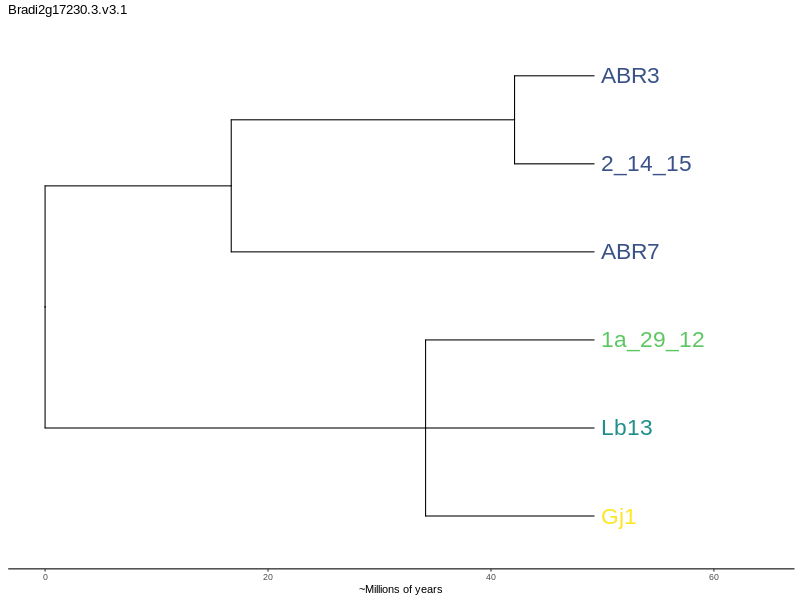 Bradi2g17230.3.v3.1
ABR3
2_14_15
ABR7
1a_29_12
Lb13
Gj1
0 20 40 60
~Millions of years